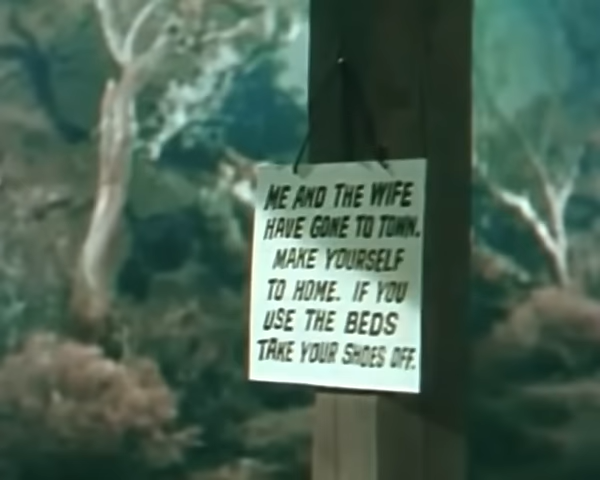 ME AND THE WIFE
HAVE GONE TO TOWN.
MAKE YOURSELF
TO HOME. IF YOU
USE THE BEDS
TAKE YOUR SHOES OFF.